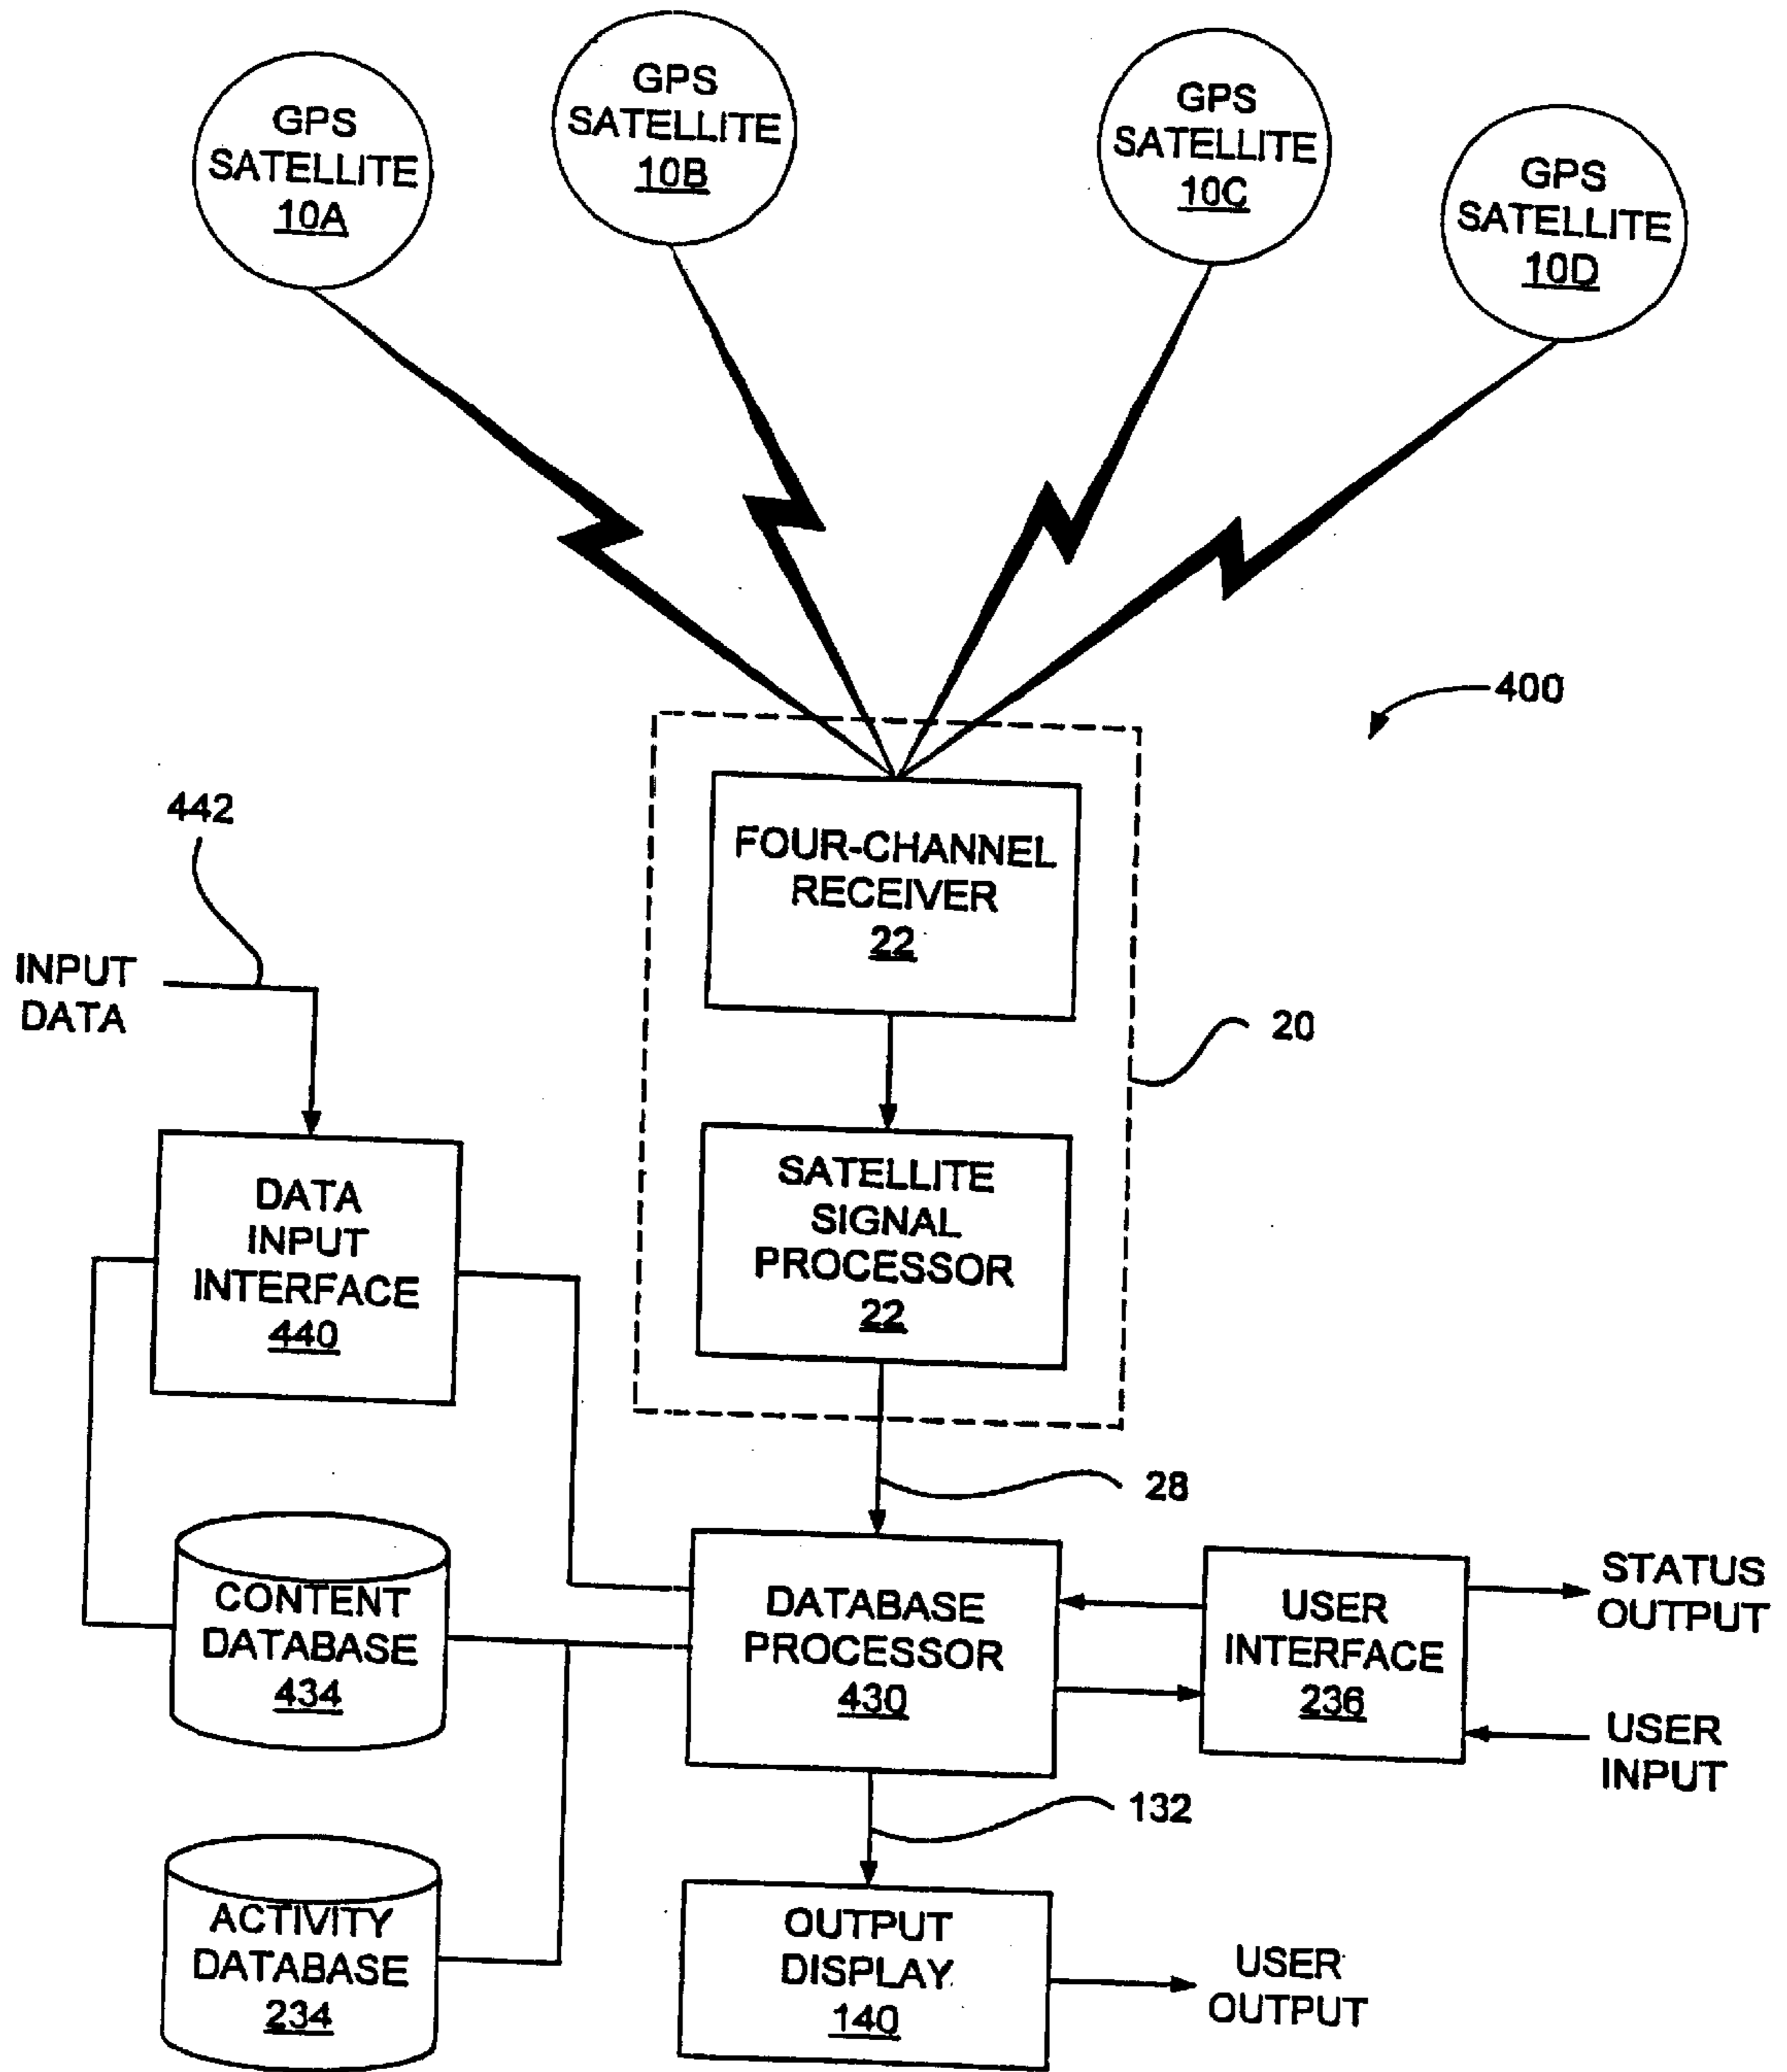 GPS
SATELLITE
10A
GPS
SATELLITE
10B
GPS
SATELLITE
10C
GPS
SATELLITE
10D
400
FOUR-CHANNEL
RECEIVER
22
442
INPUT
DATA
20
DATA
INPUT
INTERFACE
440
SATELLITE
SIGNAL
PROCESSOR
22
28
CONTENT
DATABASE
434
DATABASE
PROCESSOR
430
USER
INTERFACE
236
STATUS
OUTPUT
USER
INPUT
132
ACTIVITY
DATABASE
234
OUTPUT
DISPLAY
140
USER
OUTPUT